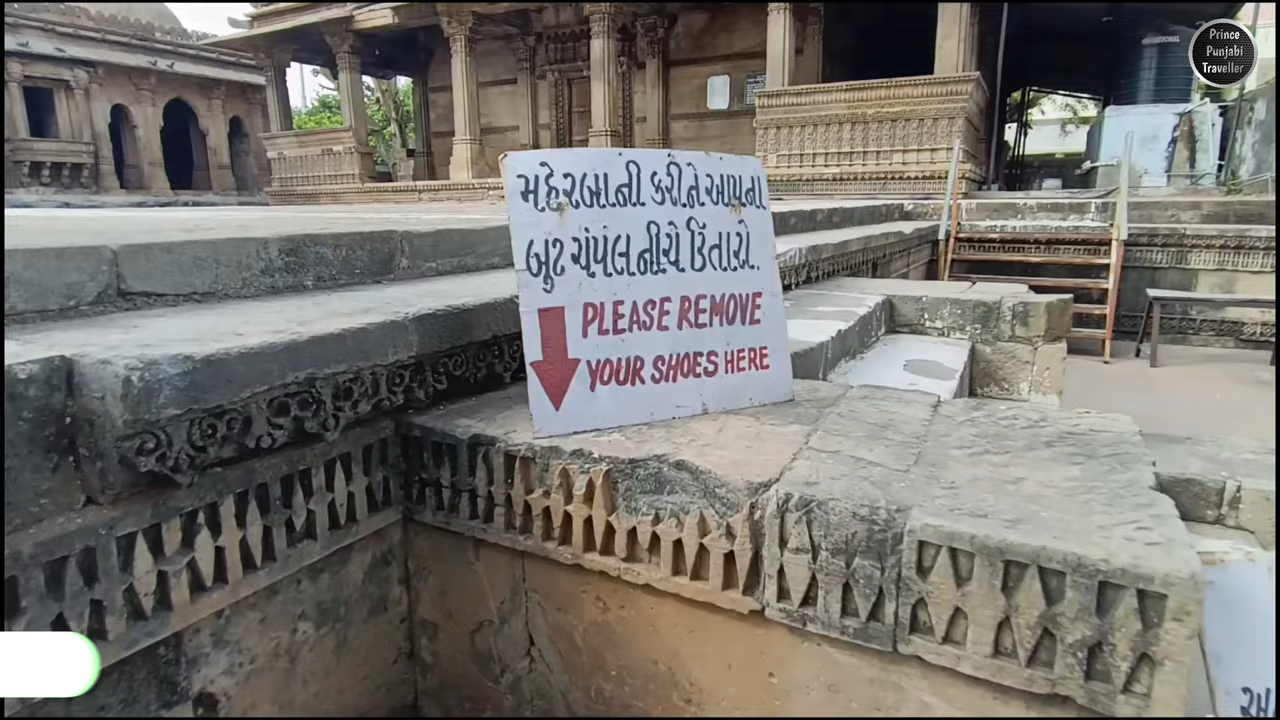 Prince
Punjabi
Traveller
મહેરબાની કરીને આપના
બુટ ચંપલ નીચે ઉતારો.
PLEASE REMOVE
YOUR SHOES HERE